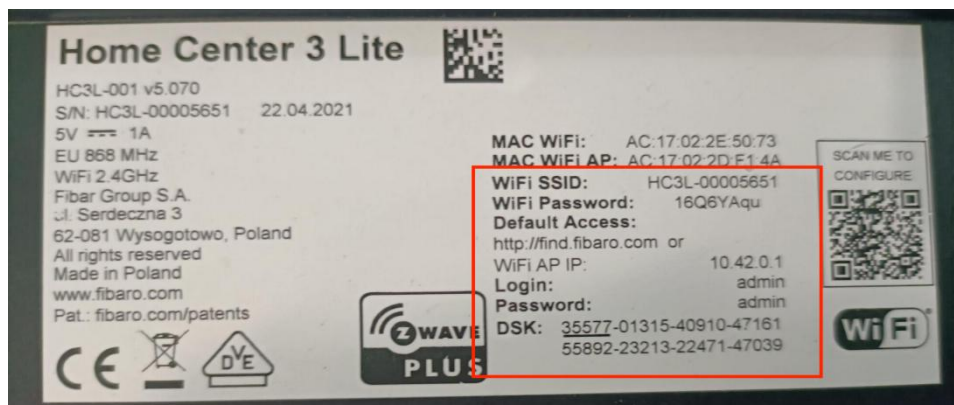 Home Center 3 Lite
HC3L-001 v5.070
S/N: HC3L-00005651 22.04.2021
5V 1A
EU 868 MHz
WiFi 2.4GHz
Fibar Group S.A.
ul. Serdeczna 3
62-081 Wysogotowo, Poland
All rights reserved
Made in Poland
www.fibaro.com
Pat.: fibaro.com/patents
CE
DVE
Z WAVE
PLUS
MAC WiFi: AC:17:02:2E:50:73
MAC WiFi AP: AC:17:02:2D:F1:4A
WiFi SSID: HC3L-00005651
WiFi Password: 16Q6YAqu
Default Access:
http://find.fibaro.com or
WiFi AP IP: 10.42.0.1
Login: admin
Password: admin
DSK: 35577-01315-40910-47161
55892-23213-22471-47039
SCAN ME TO
CONFIGURE
WiFi